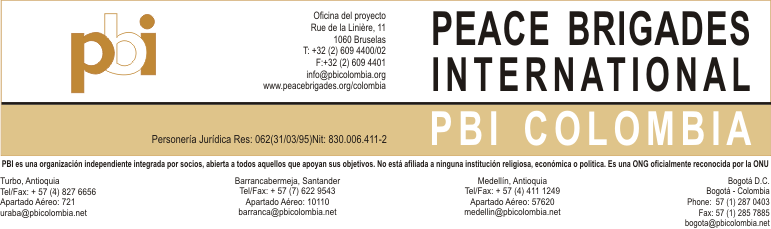 pbi
Oficina del proyecto
Rue de la Linière, 11
1060 Bruselas
T: +32 (2) 609 4400/02
F:+32 (2) 609 4401
info@pbicolombia.org
www.peacebrigades.org/colombia
PEACE BRIGADES
INTERNATIONAL
Personería Jurídica Res: 062(31/03/95)Nit: 830.006.411-2
PBI COLOMBIA
PBI es una organización independiente integrada por socios, abierta a todos aquellos que apoyan sus objetivos. No está afiliada a ninguna institución religiosa, económica o politica. Es una ONG oficialmente reconocida por la ONU
Turbo, Antioquia
Tel/Fax: + 57 (4) 827 6656
Apartado Aéreo: 721
uraba@pbicolombia.net
Barrancabermeja, Santander
Tel/Fax: + 57 (7) 622 9543
Apartado Aéreo: 10110
barranca@pbicolombia.net
Medellín, Antioquia
Tel/Fax: + 57 (4) 411 1249
Apartado Aéreo: 57620
medellin@pbicolombia.net
Bogotá D.C.
Bogotá - Colombia
Phone: 57 (1) 287 0403
Fax: 57 (1) 285 7885
bogota@pbicolombia.net